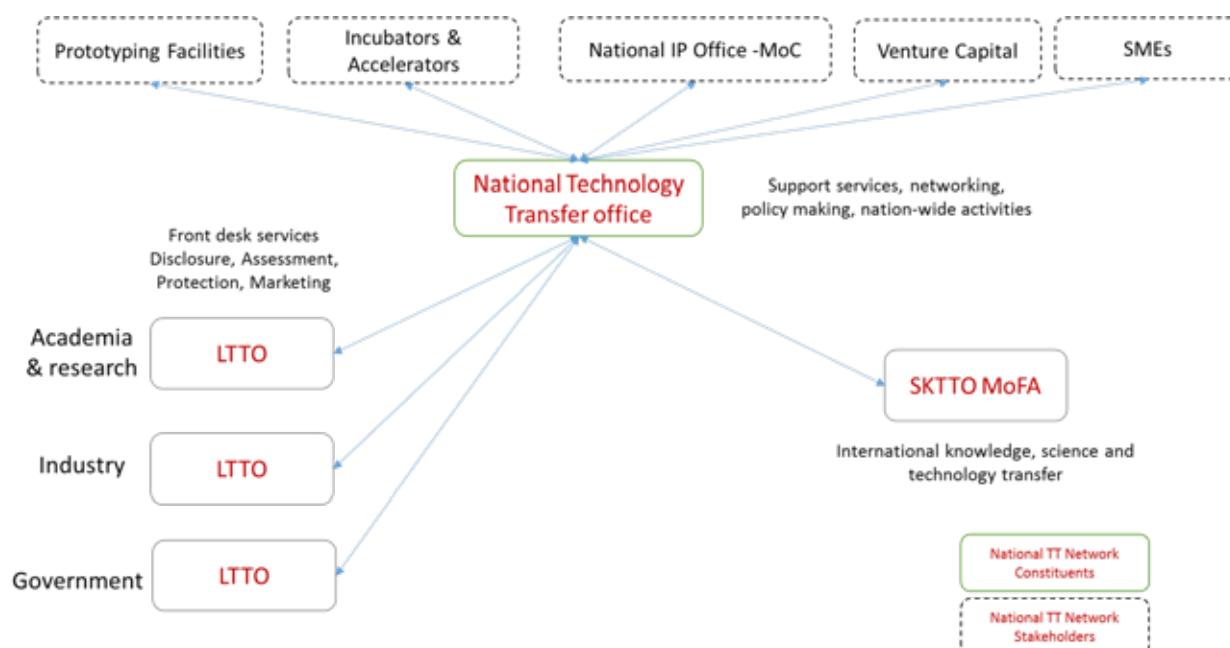 Prototyping Facilities
Incubators &
Accelerators
National IP Office -MoC
Venture Capital
SMEs
National Technology
Transfer office
Support services, networking,
policy making, nation-wide activities
Front desk services
Disclosure, Assessment,
Protection, Marketing
Academia
& research
LTTO
SKTTO MoFA
Industry
LTTO
International knowledge, science and
technology transfer
Government
LTTO
National TT Network
Constituents
National TT Network
Stakeholders